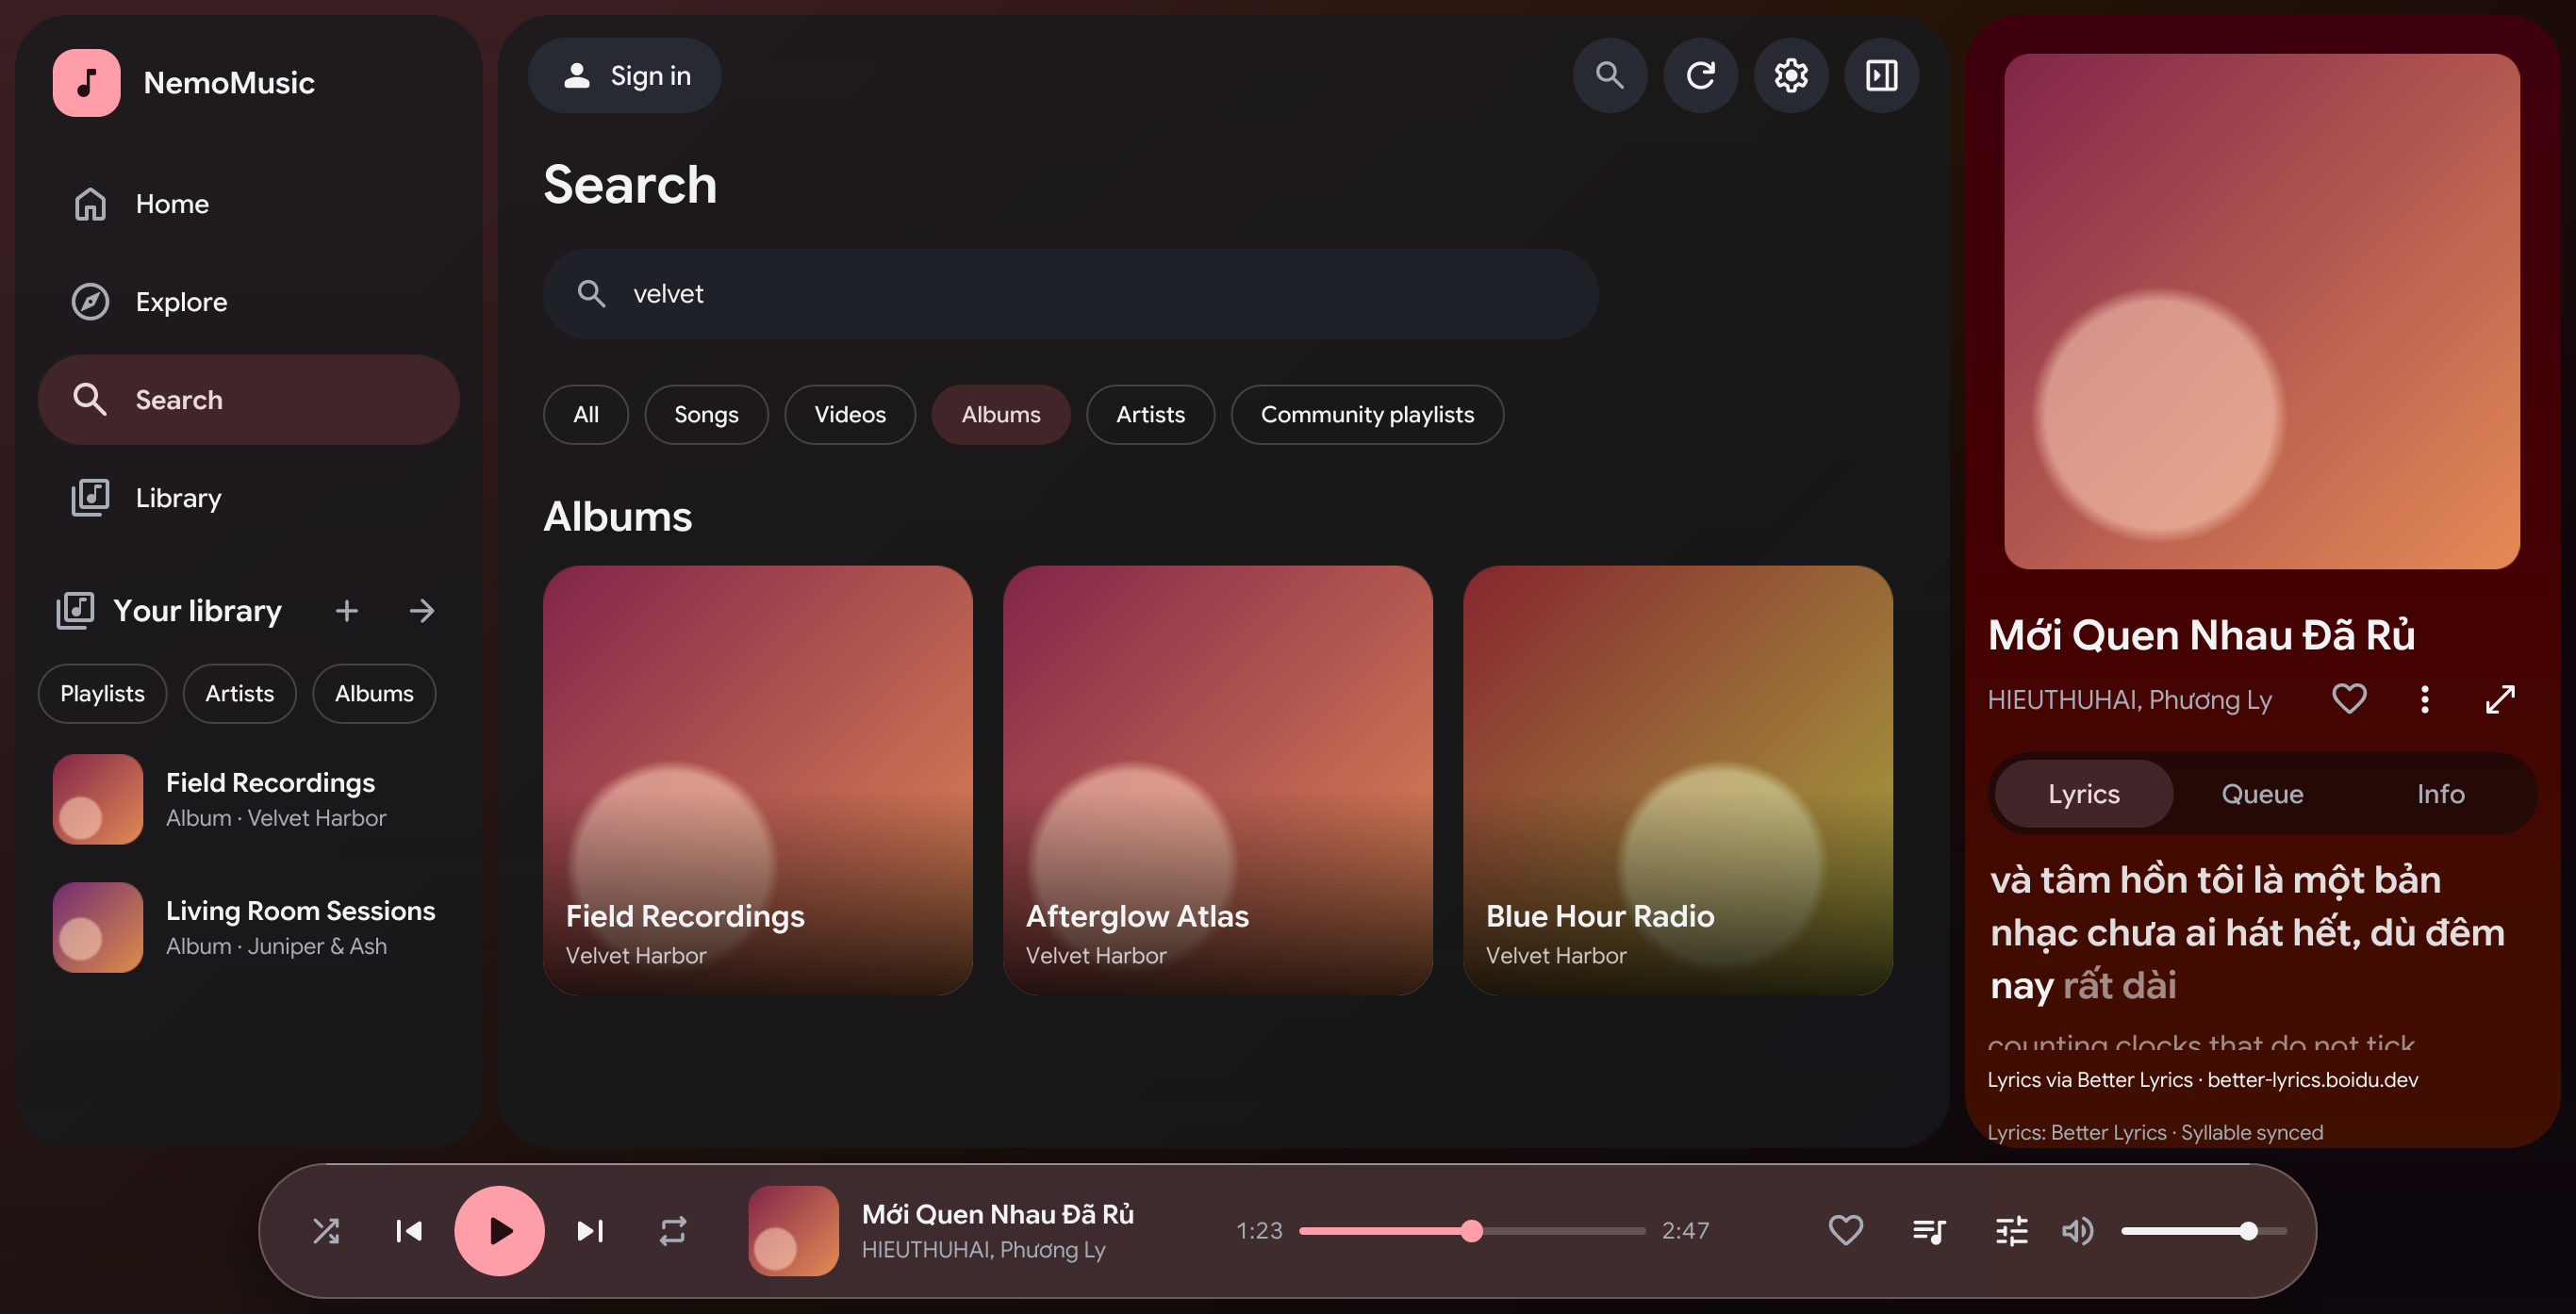 NemoMusic
Home
Explore
Search
Library
Your library
Playlists
Artists
Albums
Field Recordings
Album · Velvet Harbor
Living Room Sessions
Album · Juniper & Ash
Sign in
Search
velvet
All
Songs
Videos
Albums
Artists
Community playlists
Albums
Field Recordings
Velvet Harbor
Afterglow Atlas
Velvet Harbor
Blue Hour Radio
Velvet Harbor
Mới Quen Nhau Đã Rủ
HIEUTHUHAI, Phương Ly
Lyrics
Queue
Info
và tâm hồn tôi là một bản
nhạc chưa ai hát hết, dù đêm
nay rất dài
counting clocks that do not tick
Lyrics via Better Lyrics · better-lyrics.boidu.dev
Lyrics: Better Lyrics · Syllable synced
Mới Quen Nhau Đã Rủ
HIEUTHUHAI, Phương Ly
1:23
2:47